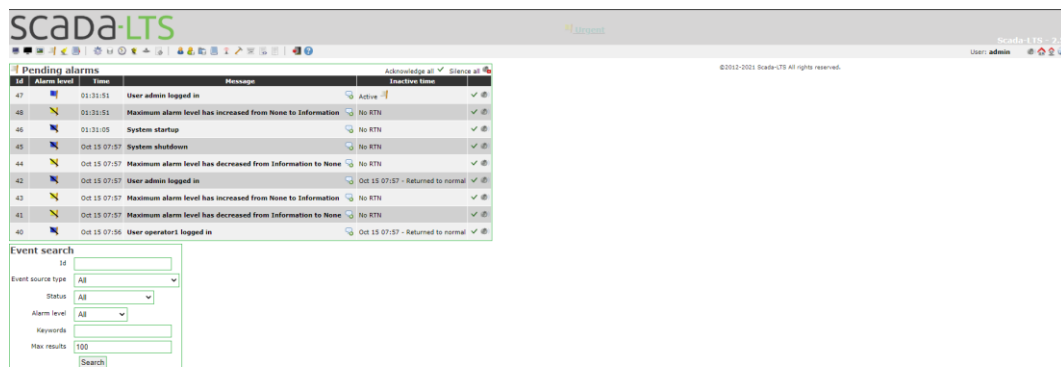 scada-LTS
User: admin
Pending alarms
Acknowledge all Silence all
Id Alarm level Time Message Inactive time
47 01:31:51 User admin logged in Active
48 01:31:51 Maximum alarm level has increased from None to Information No RTN
46 01:31:05 System startup No RTN
45 Oct 15 07:57 System shutdown No RTN
44 Oct 15 07:57 Maximum alarm level has decreased from Information to None No RTN
42 Oct 15 07:57 User admin logged in Oct 15 07:57 - Returned to normal
43 Oct 15 07:57 Maximum alarm level has increased from None to Information No RTN
41 Oct 15 07:57 Maximum alarm level has decreased from Information to None No RTN
40 Oct 15 07:56 User operator1 logged in Oct 15 07:57 - Returned to normal
©2012-2021 Scada-LTS All rights reserved.
Event search
Id
Event source type All
Status All
Alarm level All
Keywords
Max results 100
Search